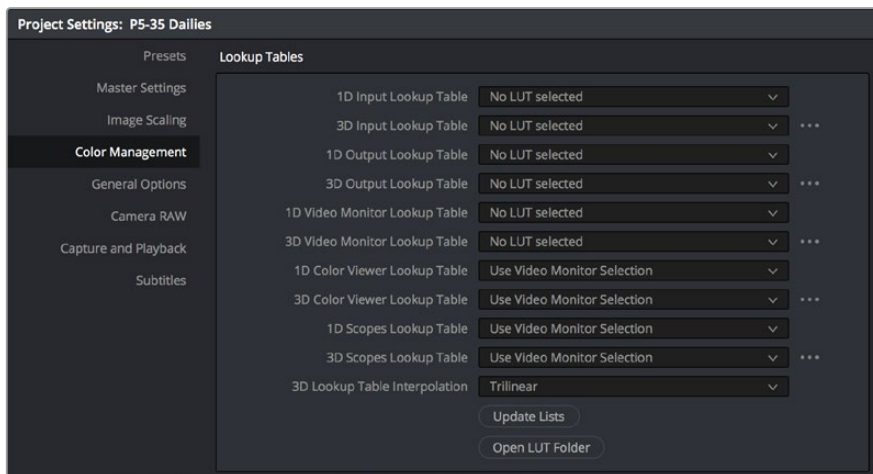 Project Settings: P5-35 Dailies
Presets
Master Settings
Image Scaling
Color Management
General Options
Camera RAW
Capture and Playback
Subtitles
Lookup Tables
1D Input Lookup Table No LUT selected
3D Input Lookup Table No LUT selected
1D Output Lookup Table No LUT selected
3D Output Lookup Table No LUT selected
1D Video Monitor Lookup Table No LUT selected
3D Video Monitor Lookup Table No LUT selected
1D Color Viewer Lookup Table Use Video Monitor Selection
3D Color Viewer Lookup Table Use Video Monitor Selection
1D Scopes Lookup Table Use Video Monitor Selection
3D Scopes Lookup Table Use Video Monitor Selection
3D Lookup Table Interpolation Trilinear
Update Lists
Open LUT Folder